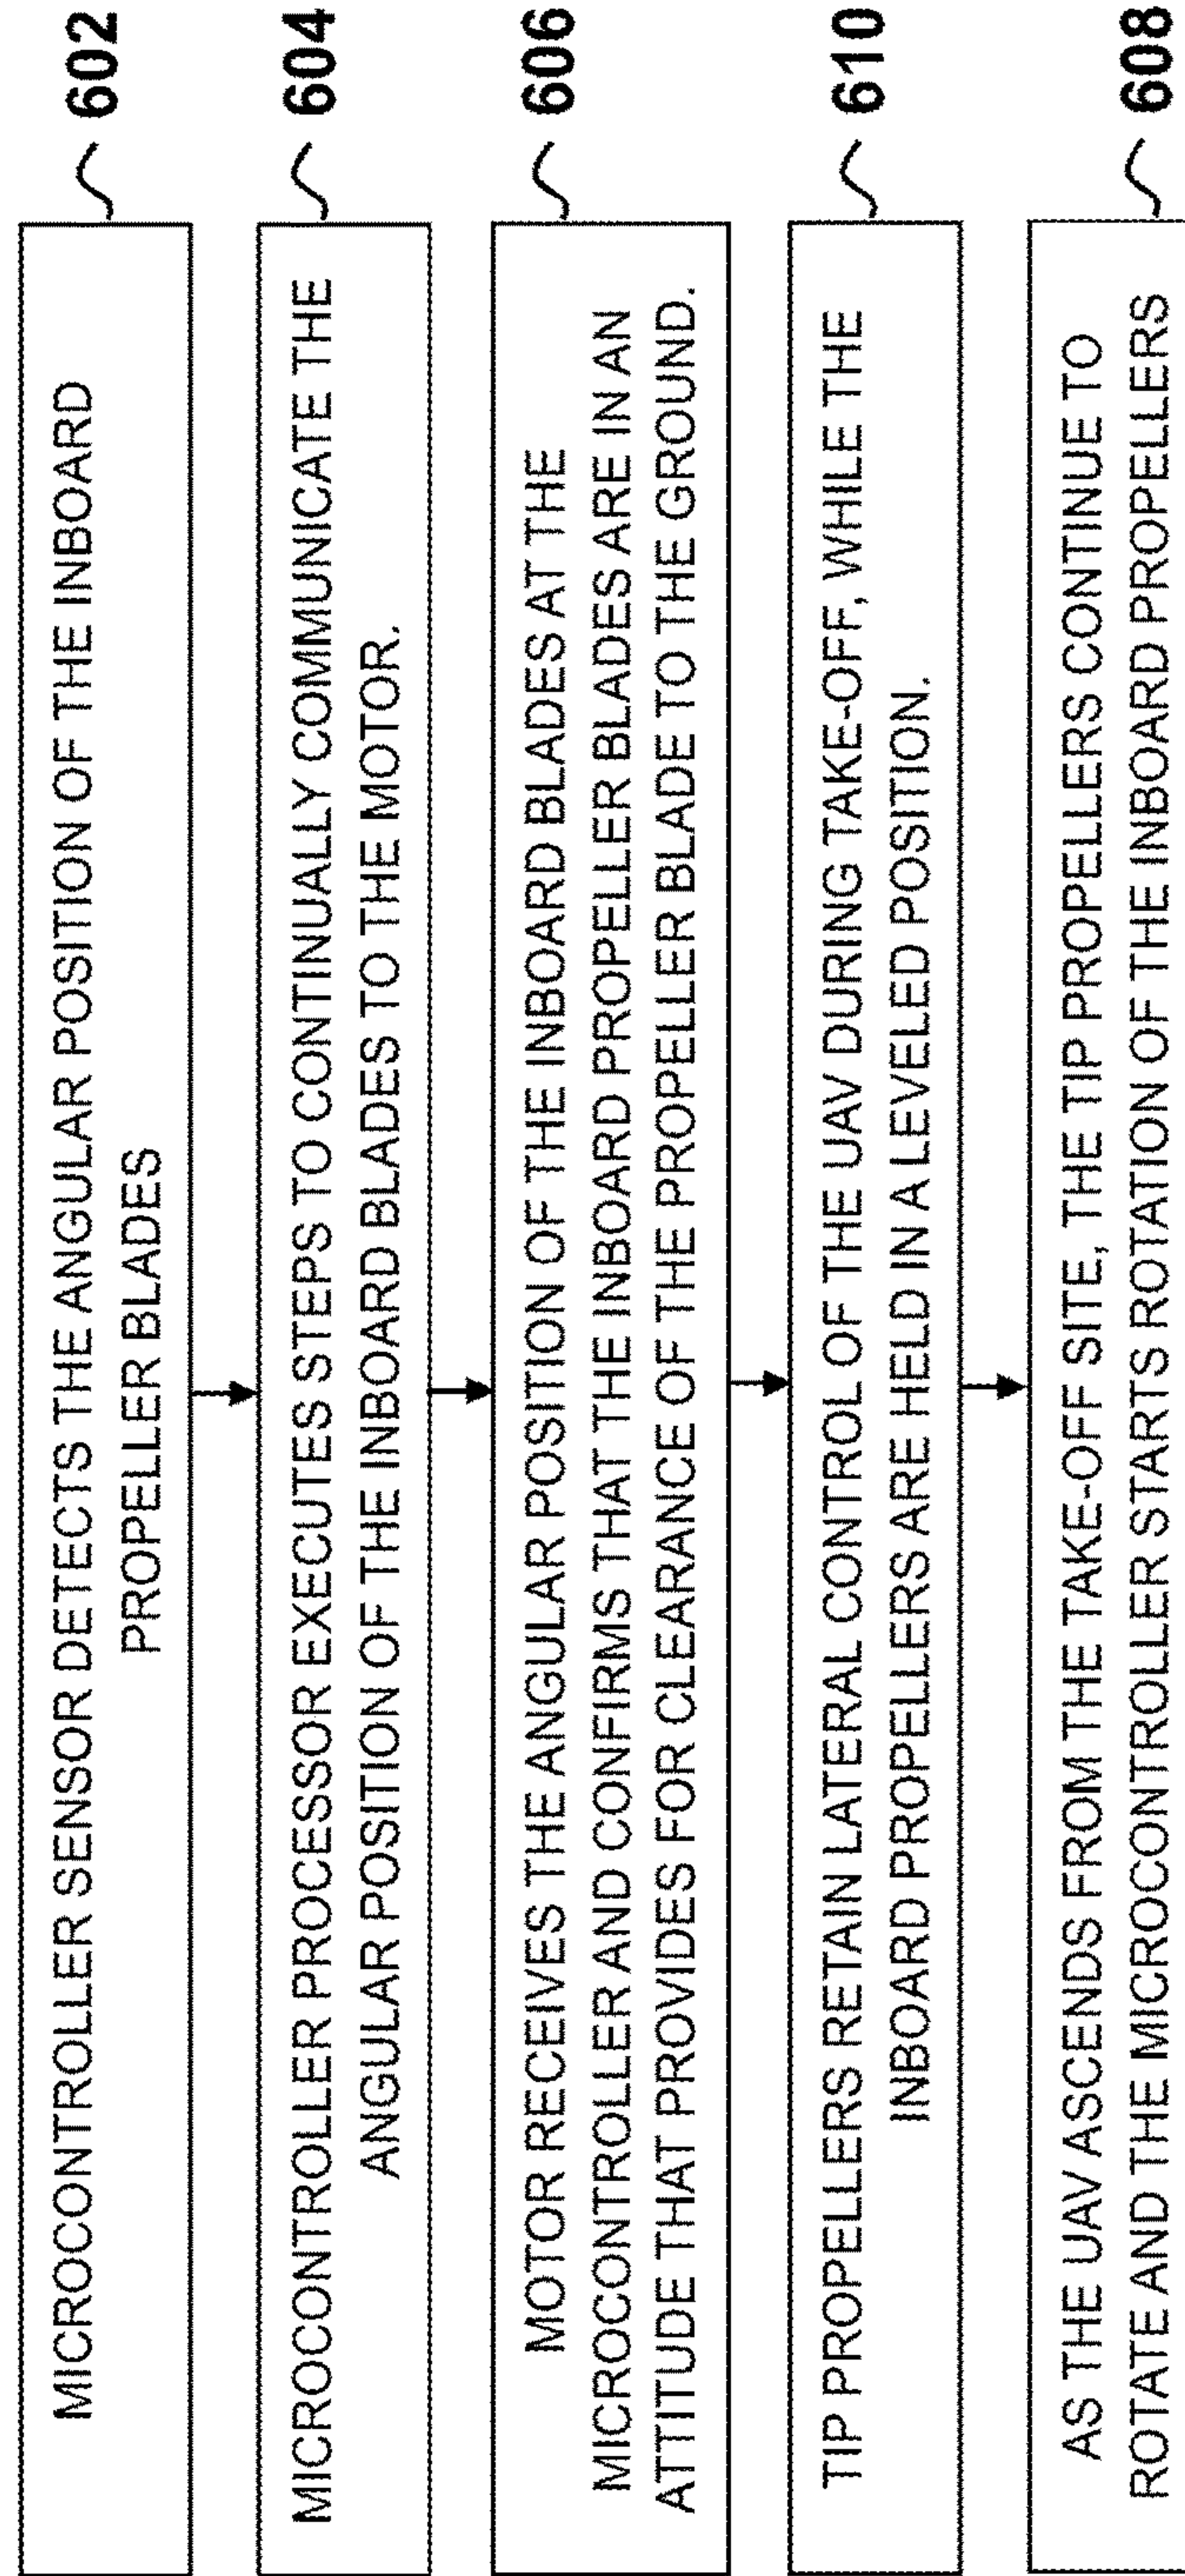 MICROCONTROLLER SENSOR DETECTS THE ANGULAR POSITION OF THE INBOARD
PROPELLER BLADES
602
MICROCONTROLLER PROCESSOR EXECUTES STEPS TO CONTINUALLY COMMUNICATE THE
ANGULAR POSITION OF THE INBOARD BLADES TO THE MOTOR.
604
MOTOR RECEIVES THE ANGULAR POSITION OF THE INBOARD BLADES AT THE
MICROCONTROLLER AND CONFIRMS THAT THE INBOARD PROPELLER BLADES ARE IN AN
ATTITUDE THAT PROVIDES FOR CLEARANCE OF THE PROPELLER BLADE TO THE GROUND.
606
TIP PROPELLERS RETAIN LATERAL CONTROL OF THE UAV DURING TAKE-OFF, WHILE THE
INBOARD PROPELLERS ARE HELD IN A LEVELED POSITION.
610
AS THE UAV ASCENDS FROM THE TAKE-OFF SITE, THE TIP PROPELLERS CONTINUE TO
ROTATE AND THE MICROCONTROLLER STARTS ROTATION OF THE INBOARD PROPELLERS
608